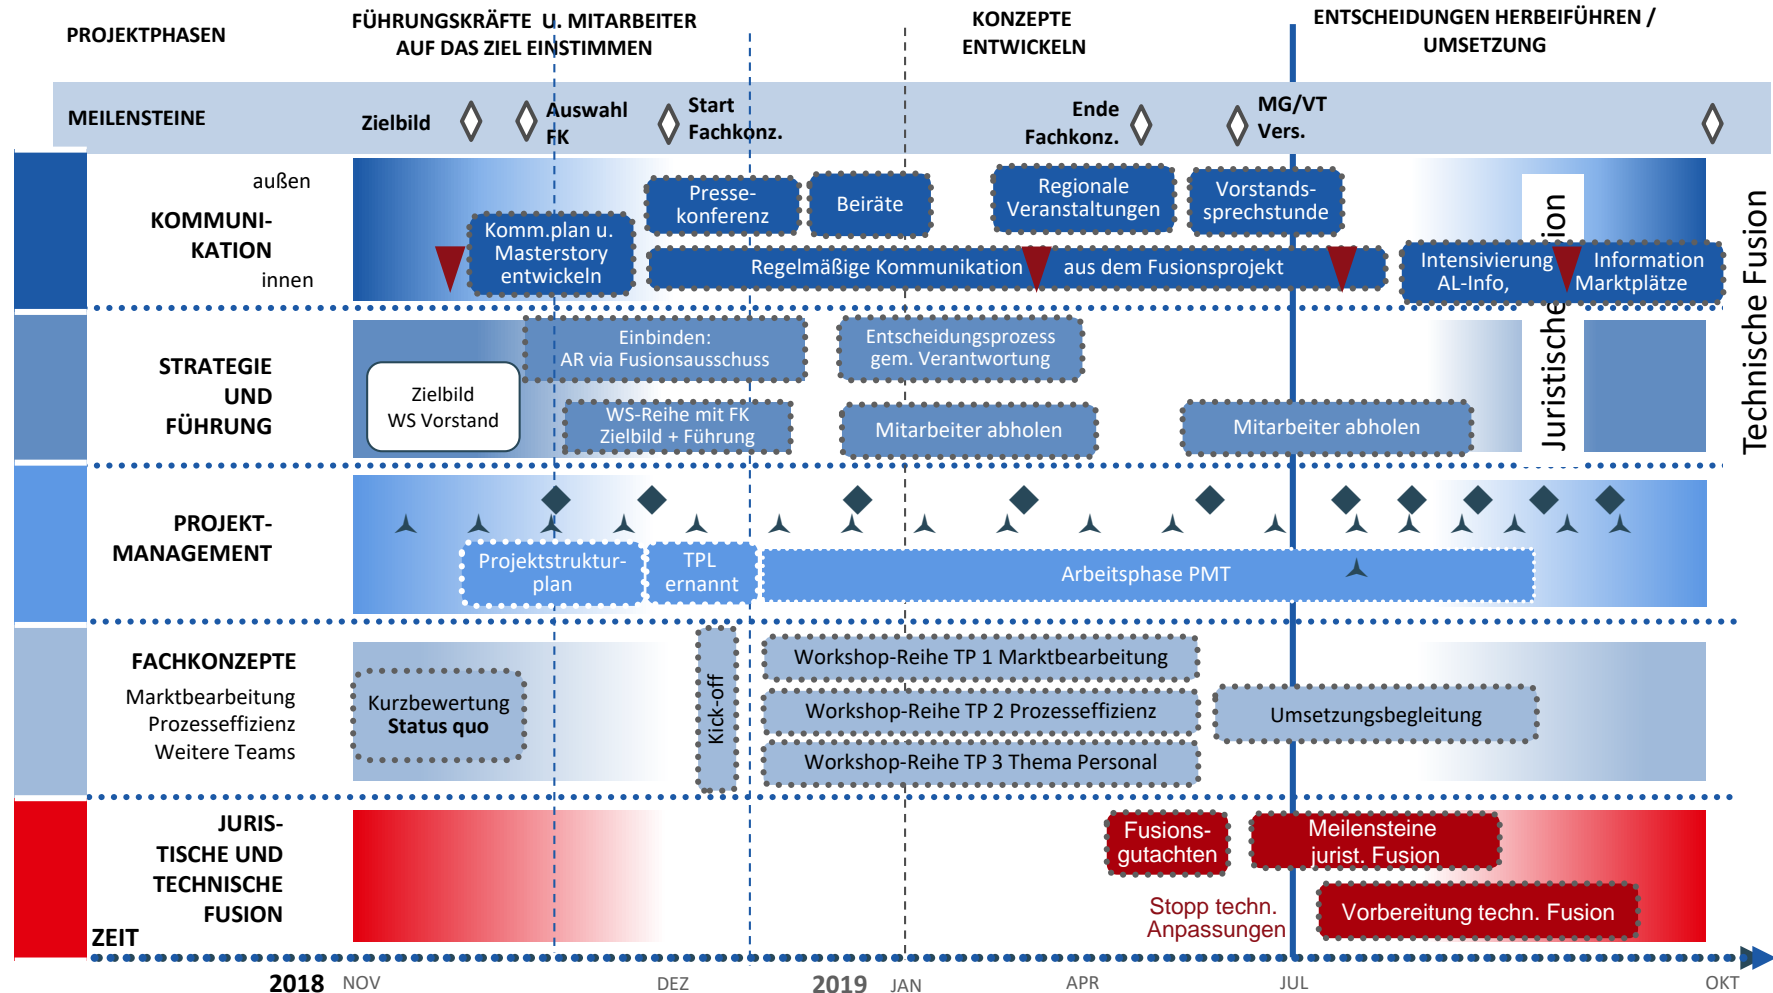 PROJEKTPHASEN
FÜHRUNGSKRÄFTE U. MITARBEITER
AUF DAS ZIEL EINSTIMMEN
KONZEPTE
ENTWICKELN
ENTSCHEIDUNGEN HERBEIFÜHREN /
UMSETZUNG
MEILENSTEINE
Zielbild
Auswahl
FK
Start
Fachkonz.
Ende
Fachkonz.
MG/VT
Vers.
außen
KOMMUNI-
KATION
innen
Komm.plan u.
Masterstory
entwickeln
Presse-
konferenz
Beiräte
Regionale
Veranstaltungen
Vorstands-
sprechstunde
Regelmäßige Kommunikation aus dem Fusionsprojekt
Intensivierung Information
AL-Info, Marktplätze
Juristische Fusion
Technische Fusion
STRATEGIE
UND
FÜHRUNG
Zielbild
WS Vorstand
Einbinden:
AR via Fusionsausschuss
WS-Reihe mit FK
Zielbild + Führung
Entscheidungsprozess
gem. Verantwortung
Mitarbeiter abholen
Mitarbeiter abholen
PROJEKT-
MANAGEMENT
Projektstruktur-
plan
TPL
ernannt
Arbeitsphase PMT
FACHKONZEPTE
Marktbearbeitung
Prozesseffizienz
Weitere Teams
Kurzbewertung
Status quo
Kick-off
Workshop-Reihe TP 1 Marktbearbeitung
Workshop-Reihe TP 2 Prozesseffizienz
Workshop-Reihe TP 3 Thema Personal
Umsetzungsbegleitung
JURIS-
TISCHE UND
TECHNISCHE
FUSION
Fusions-
gutachten
Meilensteine
jurist. Fusion
Stopp techn.
Anpassungen
Vorbereitung techn. Fusion
ZEIT
2018 NOV DEZ 2019 JAN APR JUL OKT